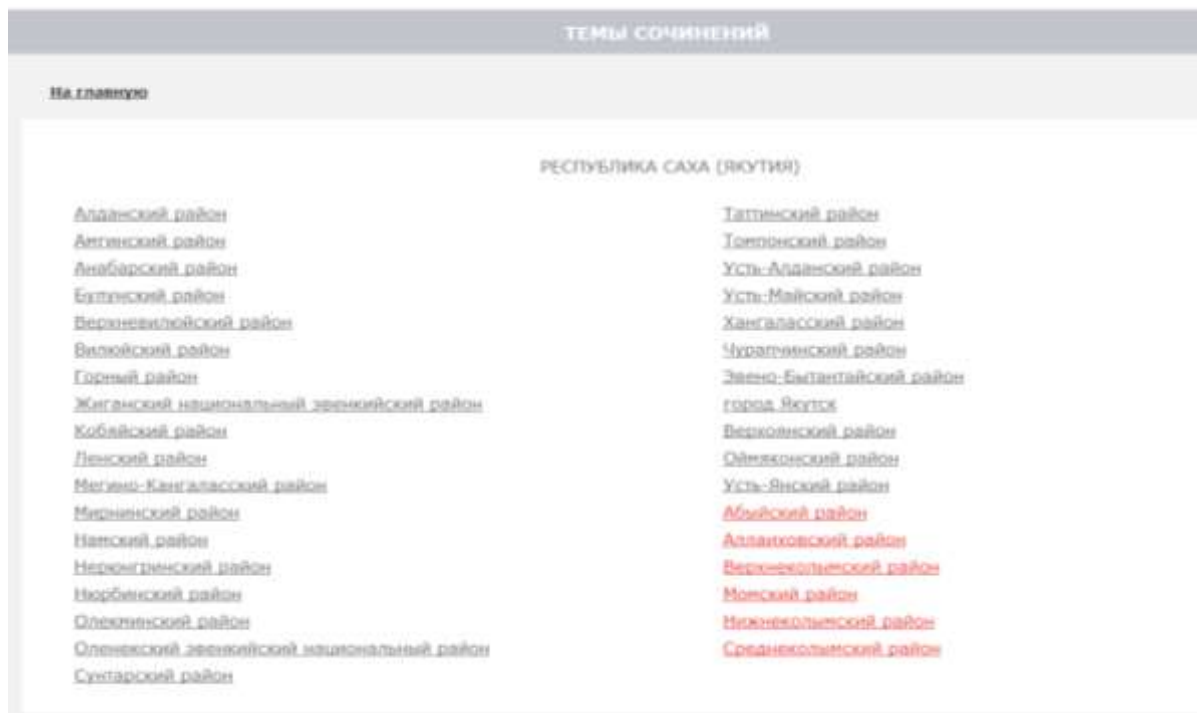 ТЕМЫ СОЧИНЕНИЙ
На главную
РЕСПУБЛИКА САХА (ЯКУТИЯ)
Алданский район
Амгинский район
Анабарский район
Булунский район
Верхневилюйский район
Вилюйский район
Горный район
Жиганский национальный эвенкийский район
Кобяйский район
Ленский район
Мегино-Кангаласский район
Мирнинский район
Намский район
Нерюнгринский район
Нюрбинский район
Олекминский район
Оленекский эвенкийский национальный район
Сунтарский район
Таттинский район
Томпонский район
Усть-Алданский район
Усть-Майский район
Хангаласский район
Чурапчинский район
Эвено-Бытантайский район
город Якутск
Верхоянский район
Оймяконский район
Усть-Янский район
Абыйский район
Аллаиховский район
Верхнеколымский район
Момский район
Нижнеколымский район
Среднеколымский район